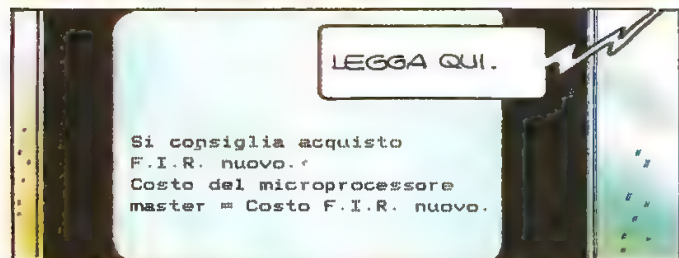 LEGGA QUI.
Si consiglia acquisto
F.I.R. nuovo.
Costo del microprocessore
master = Costo F.I.R. nuovo.